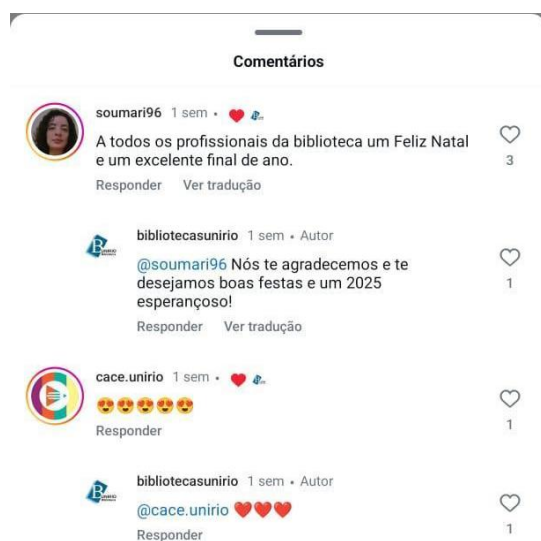 Comentários
soumari96 1 sem •
A todos os profissionais da biblioteca um Feliz Natal
e um excelente final de ano.
3
Responder Ver tradução
bibliotecasunirio 1 sem • Autor
@soumari96 Nós te agradecemos e te
desejamos boas festas e um 2025
esperançoso!
1
Responder Ver tradução
cace.unirio 1 sem •
😍😍😍😍😍
1
Responder
bibliotecasunirio 1 sem • Autor
@cace.unirio ❤️❤️❤️
1
Responder